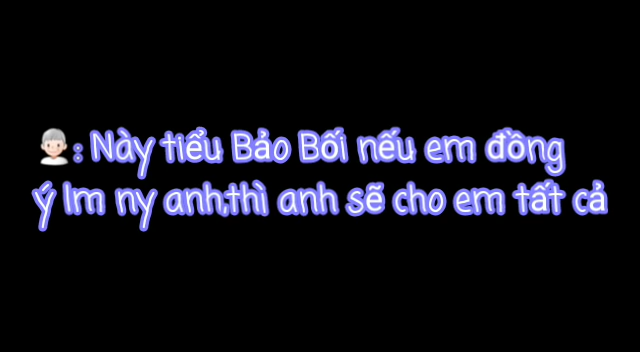 : Này tiểu Bảo Bối nếu em đồng
ý lm ny anh,thì anh sẽ cho em tất cả